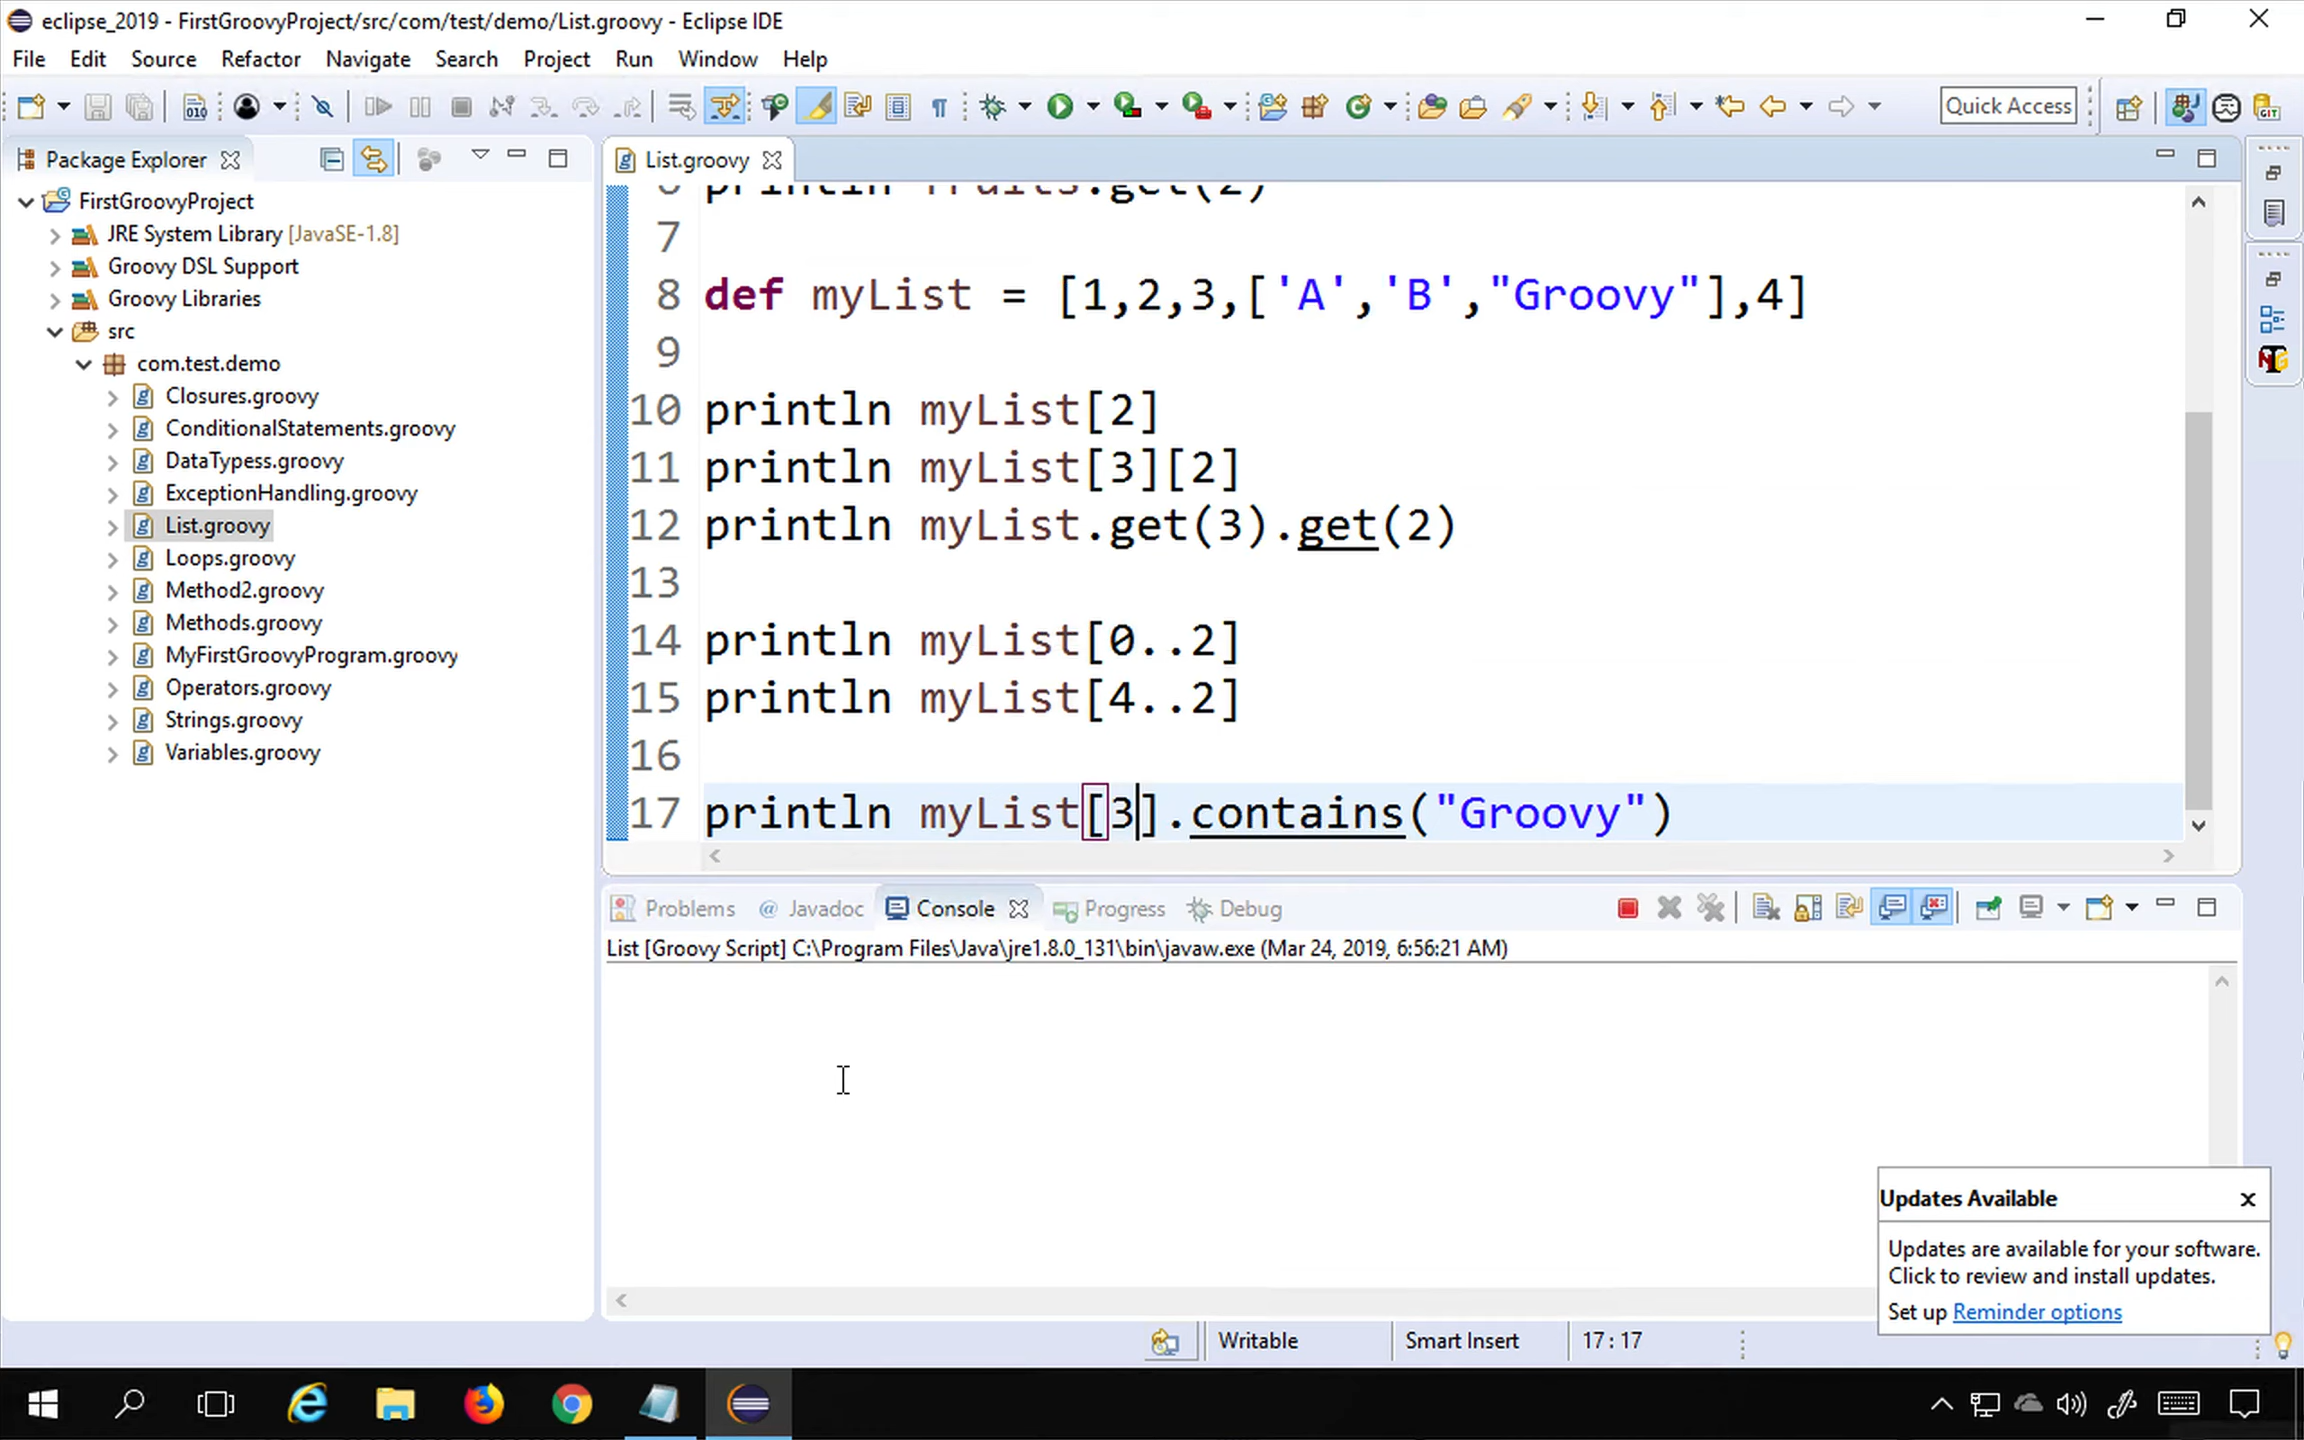 eclipse_2019 - FirstGroovyProject/src/com/test/demo/List.groovy - Eclipse IDE
File Edit Source Refactor Navigate Search Project Run Window Help
Quick Access
Package Explorer
FirstGroovyProject
JRE System Library [JavaSE-1.8]
Groovy DSL Support
Groovy Libraries
src
com.test.demo
Closures.groovy
ConditionalStatements.groovy
DataTypess.groovy
ExceptionHandling.groovy
List.groovy
Loops.groovy
Method2.groovy
Methods.groovy
MyFirstGroovyProgram.groovy
Operators.groovy
Strings.groovy
Variables.groovy
List.groovy
6 println fruits.get(2)
7
8 def myList = [1,2,3,['A','B',"Groovy"],4]
9
10 println myList[2]
11 println myList[3][2]
12 println myList.get(3).get(2)
13
14 println myList[0..2]
15 println myList[4..2]
16
17 println myList[3].contains("Groovy")
Problems @ Javadoc Console Progress Debug
List [Groovy Script] C:\Program Files\Java\jre1.8.0_131\bin\javaw.exe (Mar 24, 2019, 6:56:21 AM)
Updates Available
Updates are available for your software.
Click to review and install updates.
Set up Reminder options
Writable Smart Insert 17 : 17